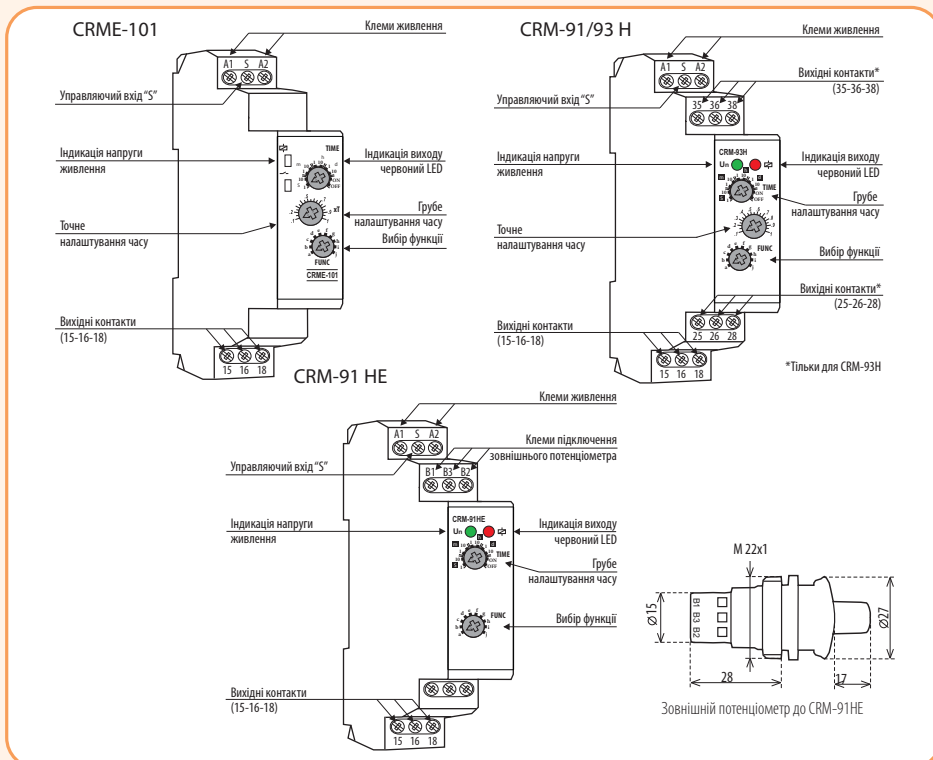 CRME-101
Клеми живлення
A1 S A2
Управляючий вхід "S"
Індикація напруги
живлення
TIME
Індикація виходу
червоний LED
ON
OFF
xT
Грубе
налаштування часу
Точне
налаштування часу
Вибір функції
FUNC
CRME-101
Вихідні контакти
(15-16-18)
15 16 18
CRM-91/93 H
Клеми живлення
A1 S A2
Вихідні контакти*
(35-36-38)
Управляючий вхід "S"
35 36 38
Індикація напруги
живлення
CRM-93H
Un
Індикація виходу
червоний LED
TIME
ON
OFF
Грубе
налаштування часу
Точне
налаштування часу
Вибір функції
FUNC
Вихідні контакти*
(25-26-28)
25 26 28
Вихідні контакти
(15-16-18)
15 16 18
*Тільки для CRM-93H
CRM-91 HE
Клеми живлення
A1 S A2
Клеми підключення
зовнішнього потенціометра
Управляючий вхід "S"
B1 B3 B2
Індикація напруги
живлення
CRM-91HE
Un
Індикація виходу
червоний LED
TIME
ON
OFF
Грубе
налаштування часу
FUNC
Вибір функції
Вихідні контакти
(15-16-18)
15 16 18
M 22x1
Ø15
B1
B3
B2
Ø27
28
17
Зовнішній потенціометр до CRM-91HE